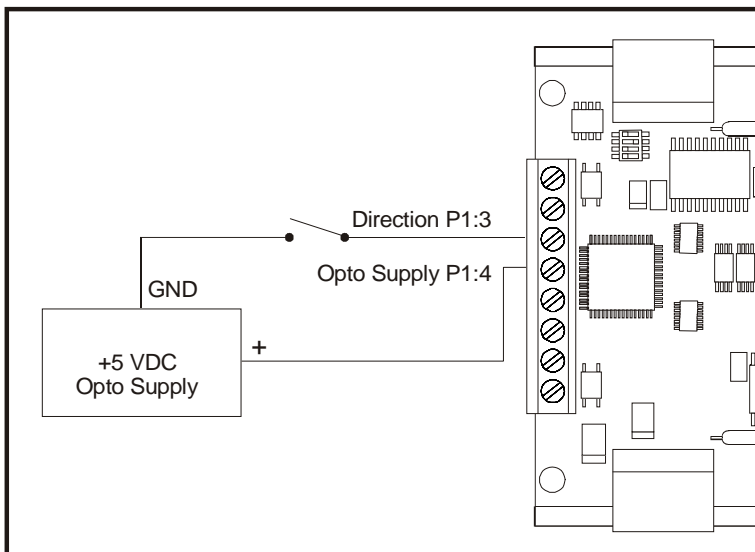 Direction P1:3
Opto Supply P1:4
GND
+
+5 VDC
Opto Supply